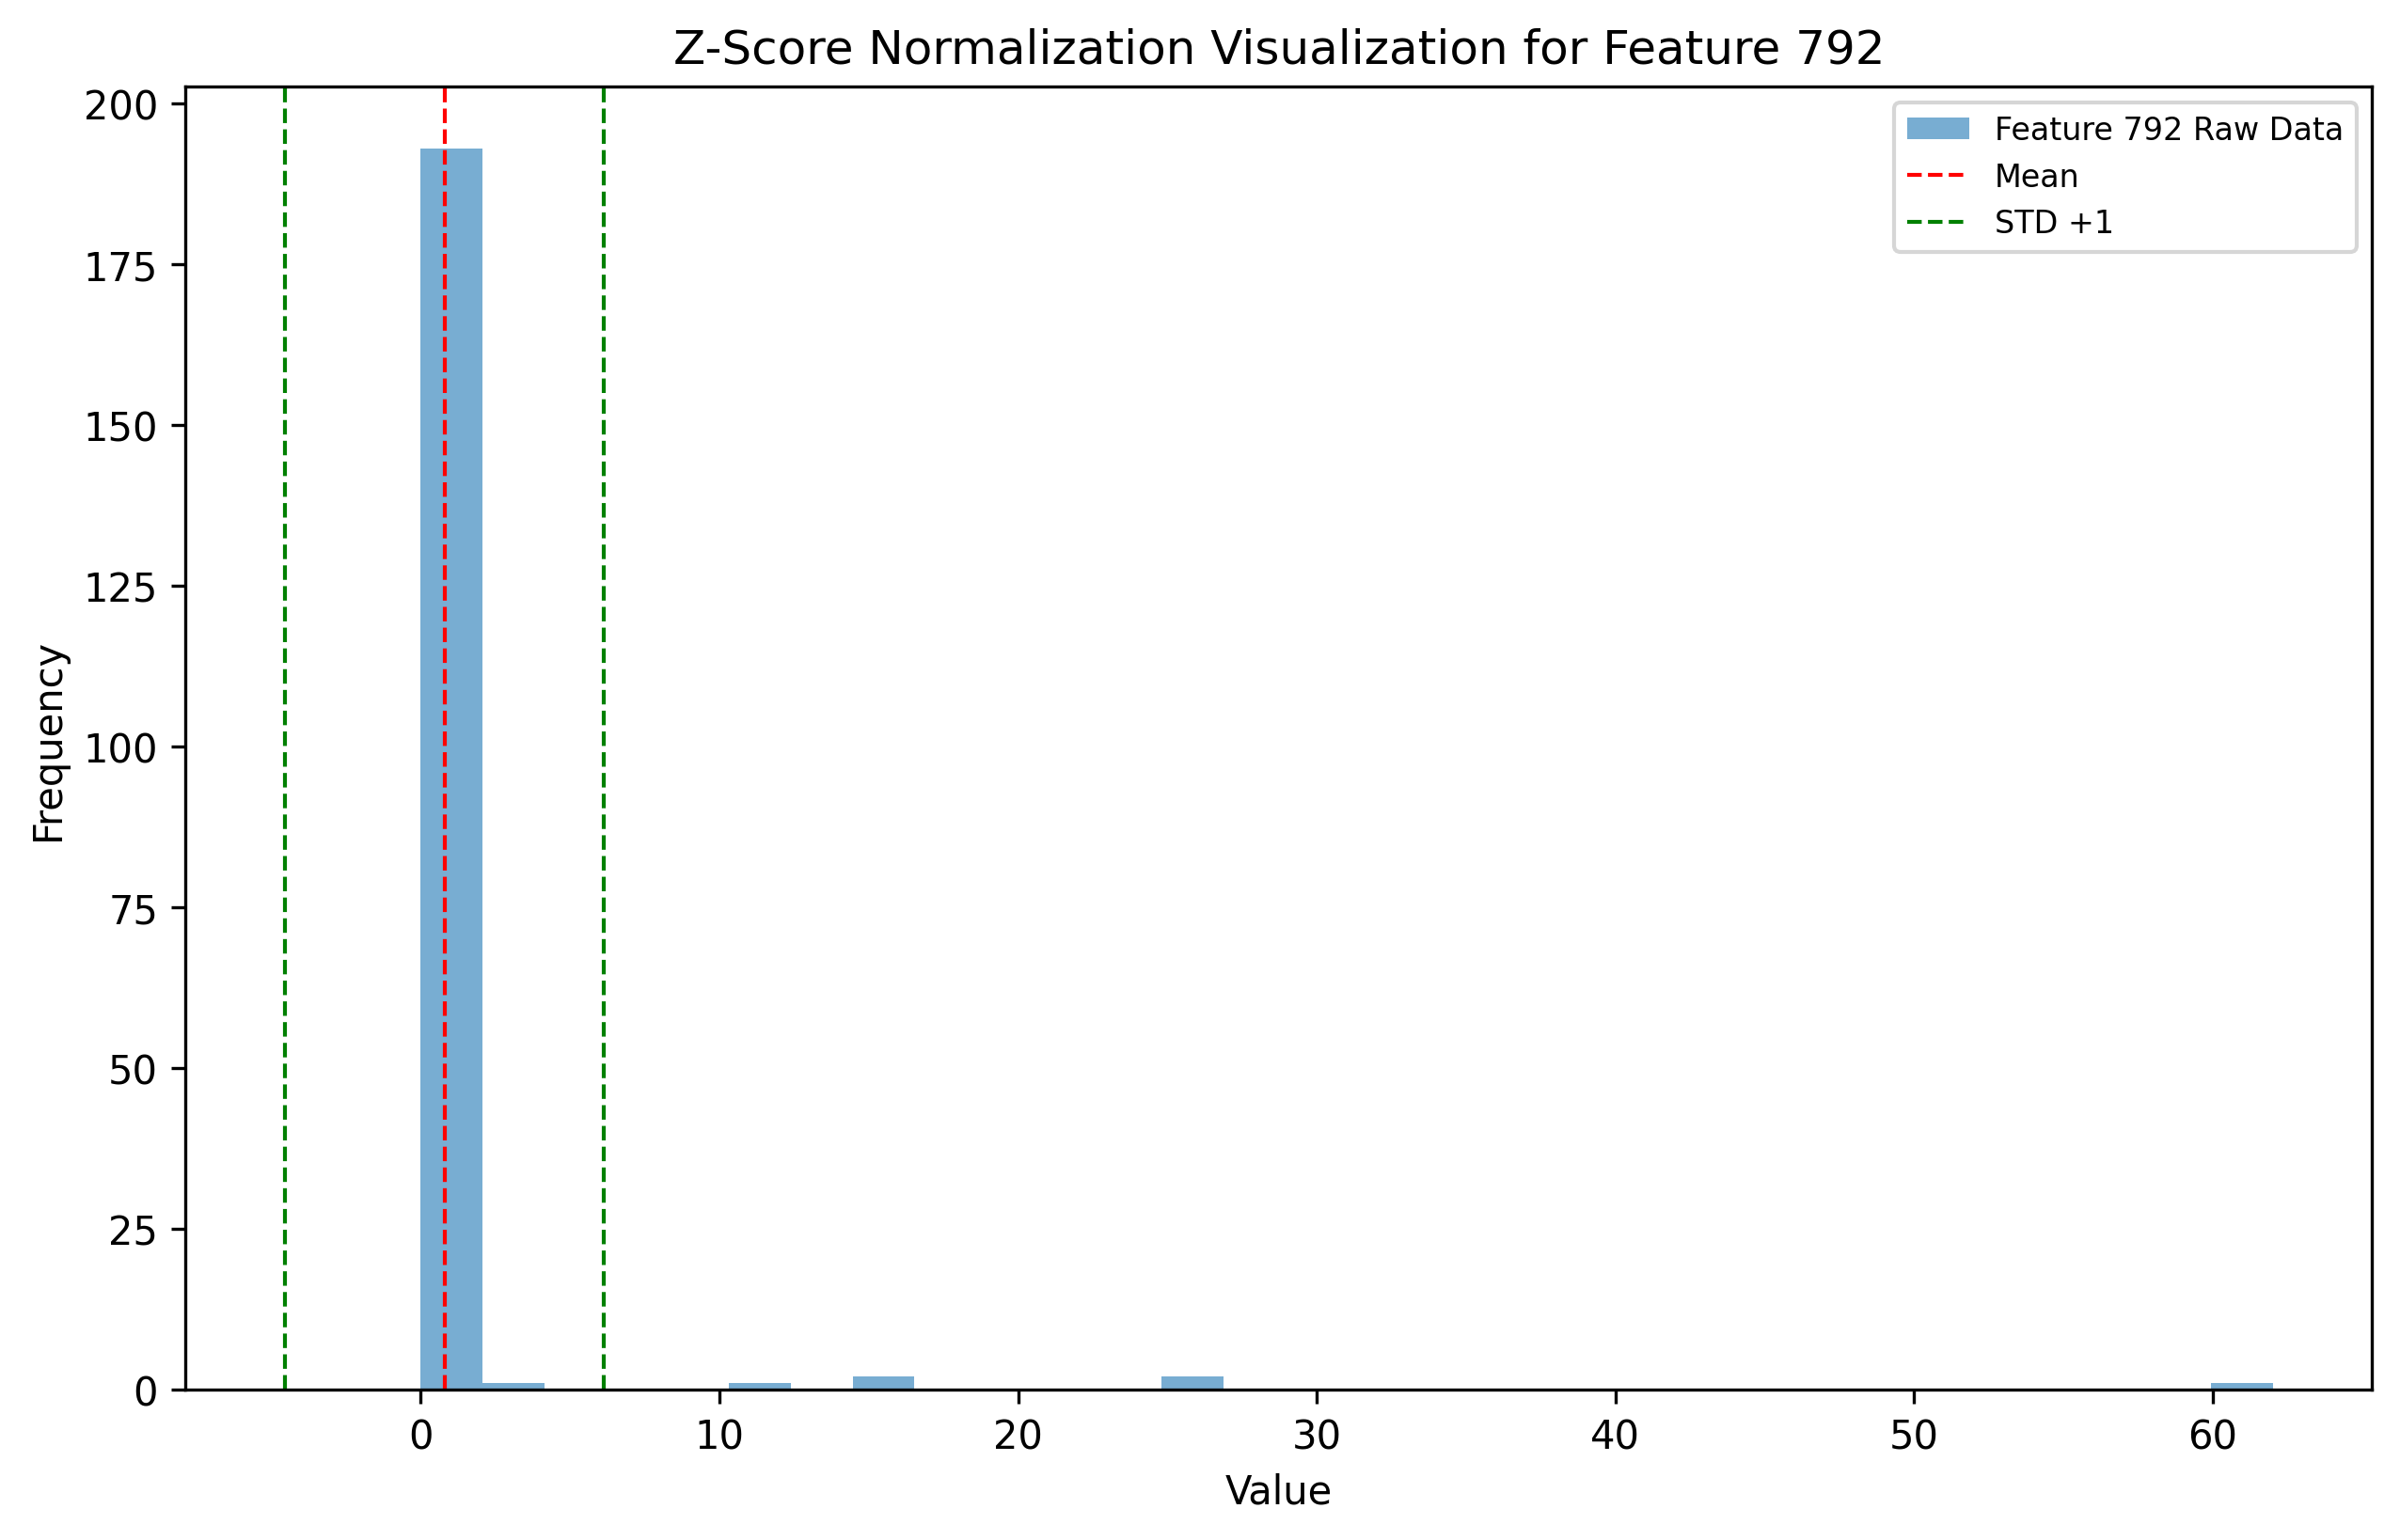 Z-Score Normalization Visualization for Feature 792
Feature 792 Raw Data
Mean
STD +1
Frequency
200
175
150
125
100
75
50
25
0
0 10 20 30 40 50 60
Value